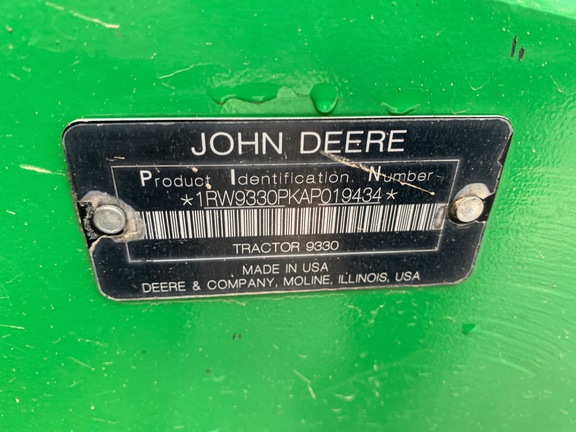 JOHN DEERE
Product Identification Number
*1RW9330PKAP019434*
TRACTOR 9330
MADE IN USA
DEERE & COMPANY, MOLINE, ILLINOIS, USA